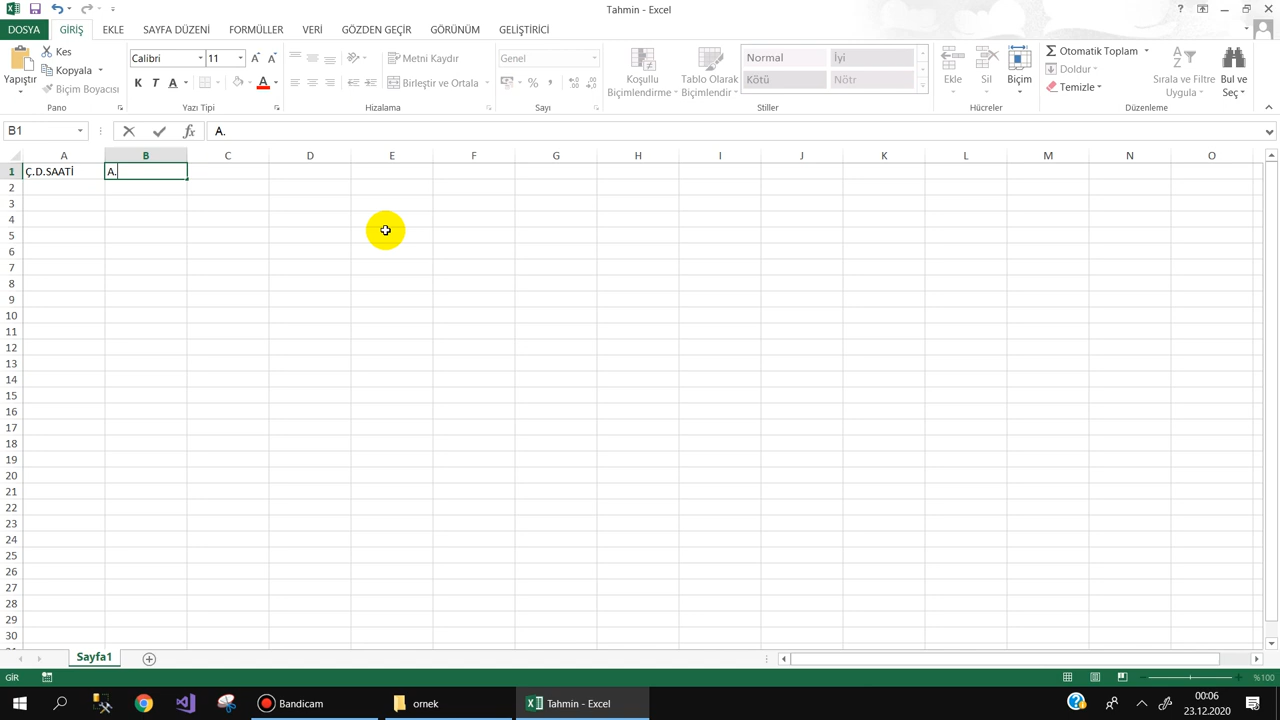 Tahmin - Excel
DOSYA GİRİŞ EKLE SAYFA DÜZENİ FORMÜLLER VERİ GÖZDEN GEÇİR GÖRÜNÜM GELİŞTİRİCİ
Yapıştır
Kes
Kopyala
Biçim Boyacısı
Pano
Calibri 11
K T A
Yazı Tipi
Metni Kaydır
Birleştir ve Ortala
Hizalama
Genel
%
Sayı
Koşullu Biçimlendirme
Tablo Olarak Biçimlendir
Normal İyi
Kötü Nötr
Stiller
Ekle Sil Biçim
Hücreler
Otomatik Toplam
Doldur
Temizle
Sırala ve Filtre Uygula
Bul ve Seç
Düzenleme
B1 fx A.
A B C D E F G H I J K L M N O
1 Ç.D.SAATİ A.
2
3
4
5
6
7
8
9
10
11
12
13
14
15
16
17
18
19
20
21
22
23
24
25
26
27
28
29
30
Sayfa1
GİR %100
Bandicam ornek Tahmin - Excel
00:06
23.12.2020